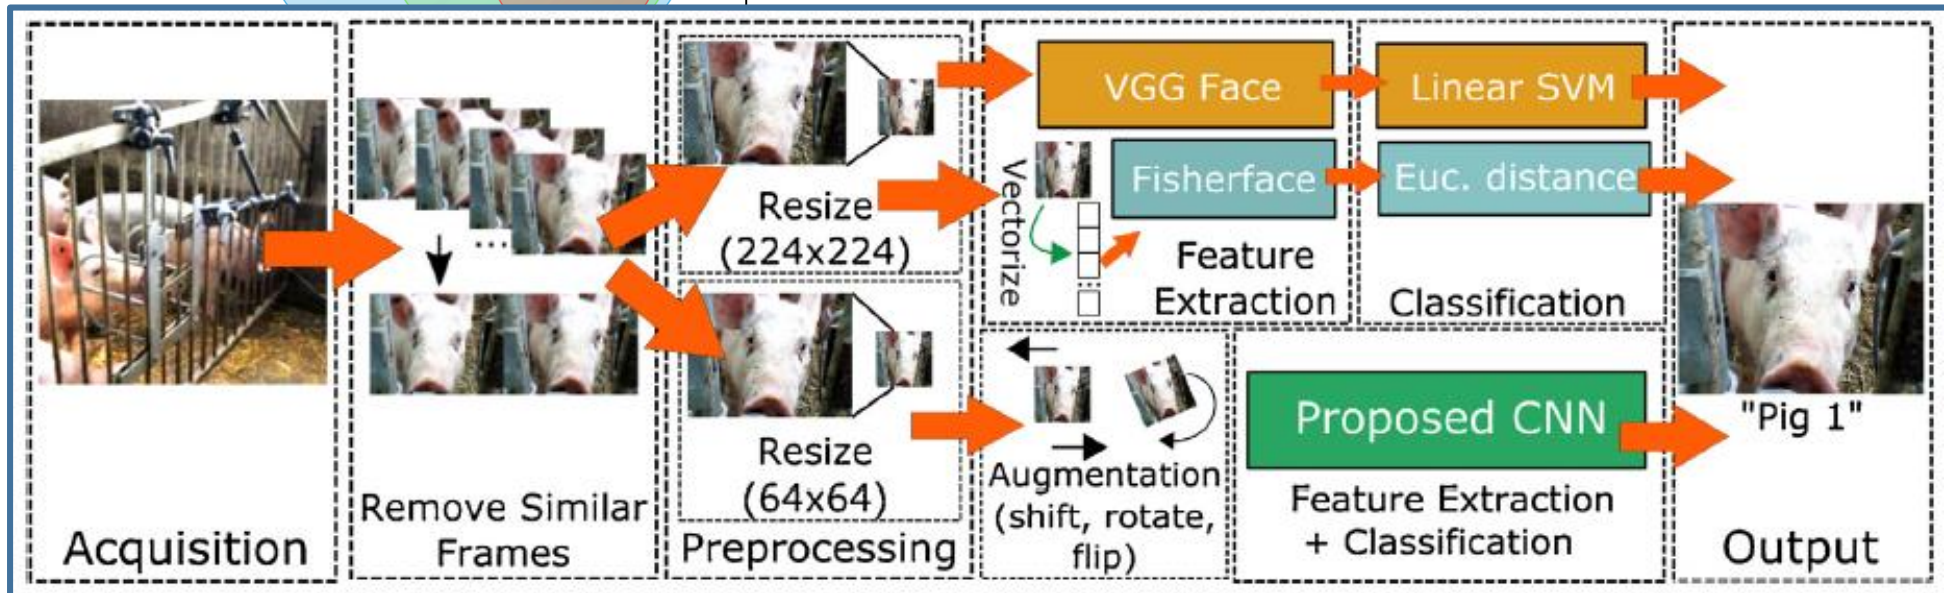 Acquisition
Remove Similar
Frames
Resize
(224x224)
Resize
(64x64)
Preprocessing
VGG Face
Vectorize
Fisherface
Feature
Extraction
Linear SVM
Euc. distance
Classification
Augmentation
(shift, rotate,
flip)
Proposed CNN
Feature Extraction
+ Classification
"Pig 1"
Output